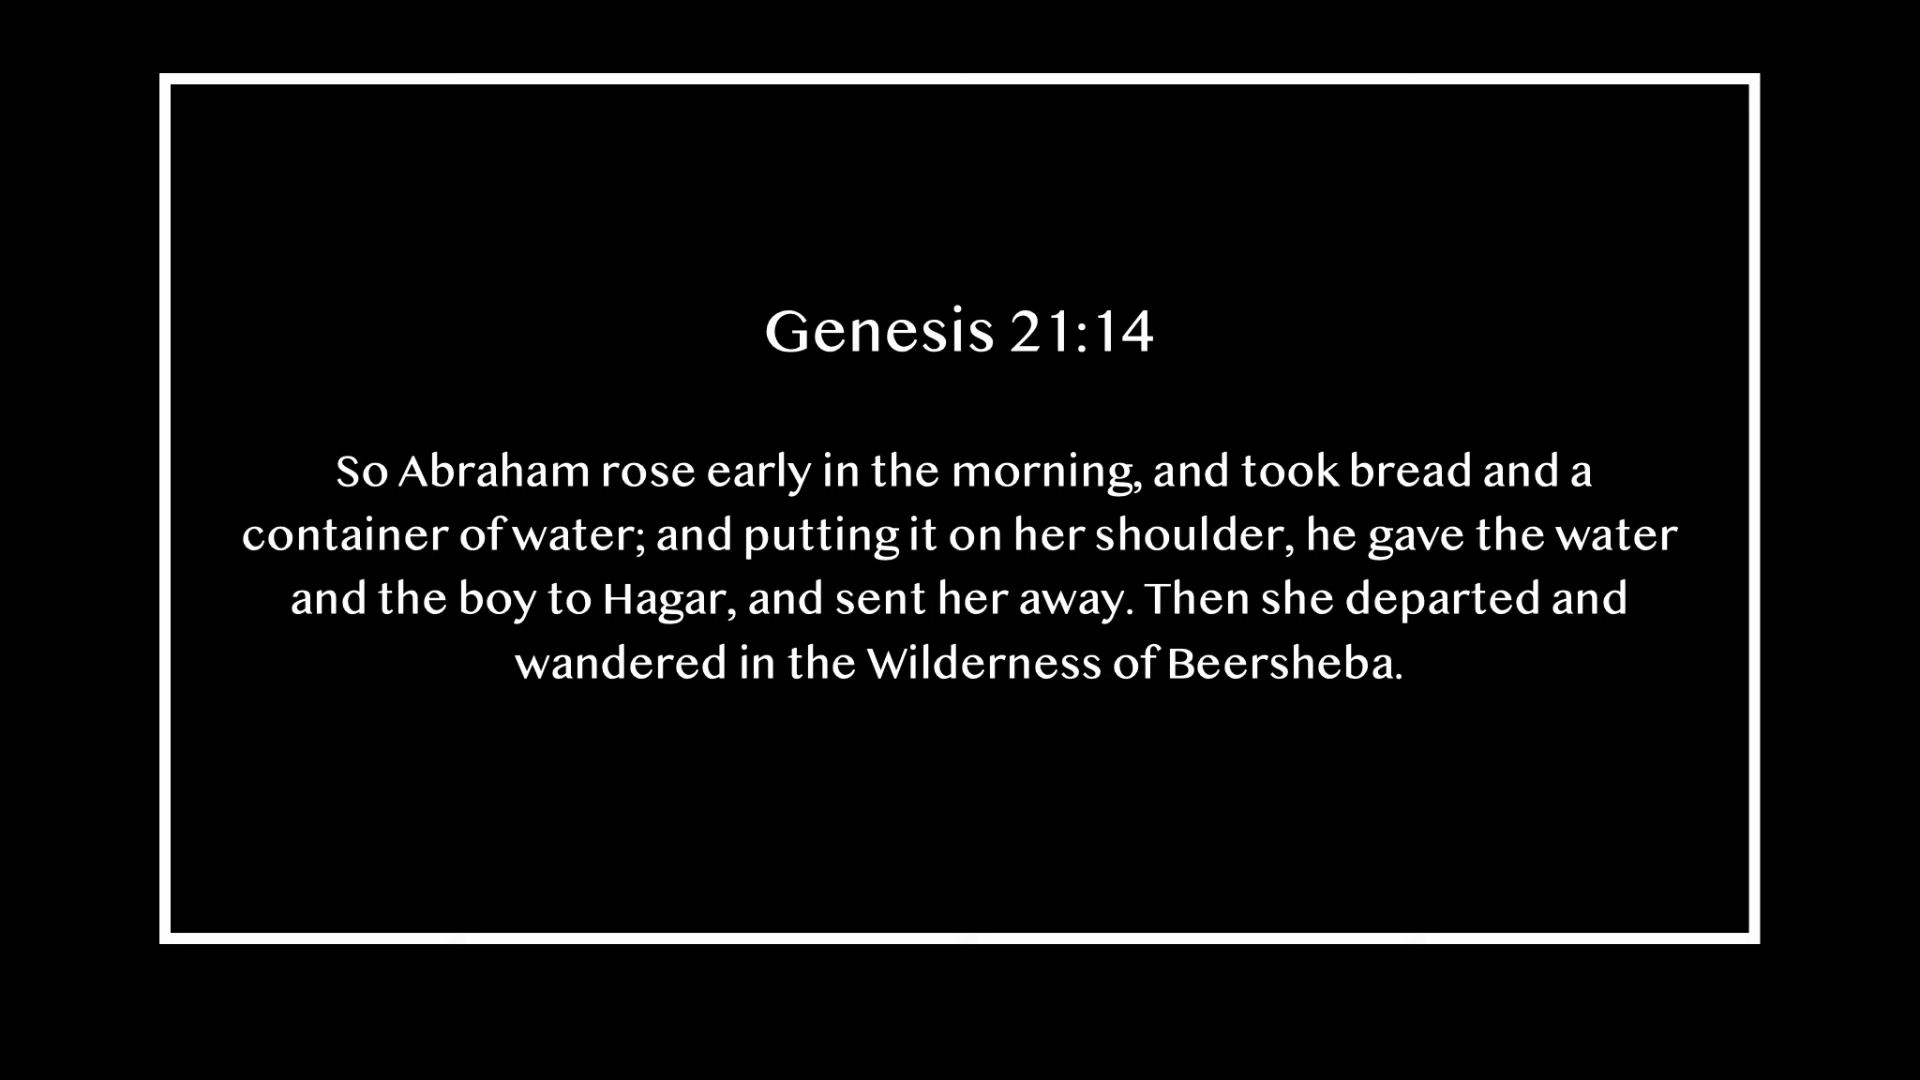 Genesis 21:14
So Abraham rose early in the morning, and took bread and a
container of water; and putting it on her shoulder, he gave the water
and the boy to Hagar, and sent her away. Then she departed and
wandered in the Wilderness of Beersheba.